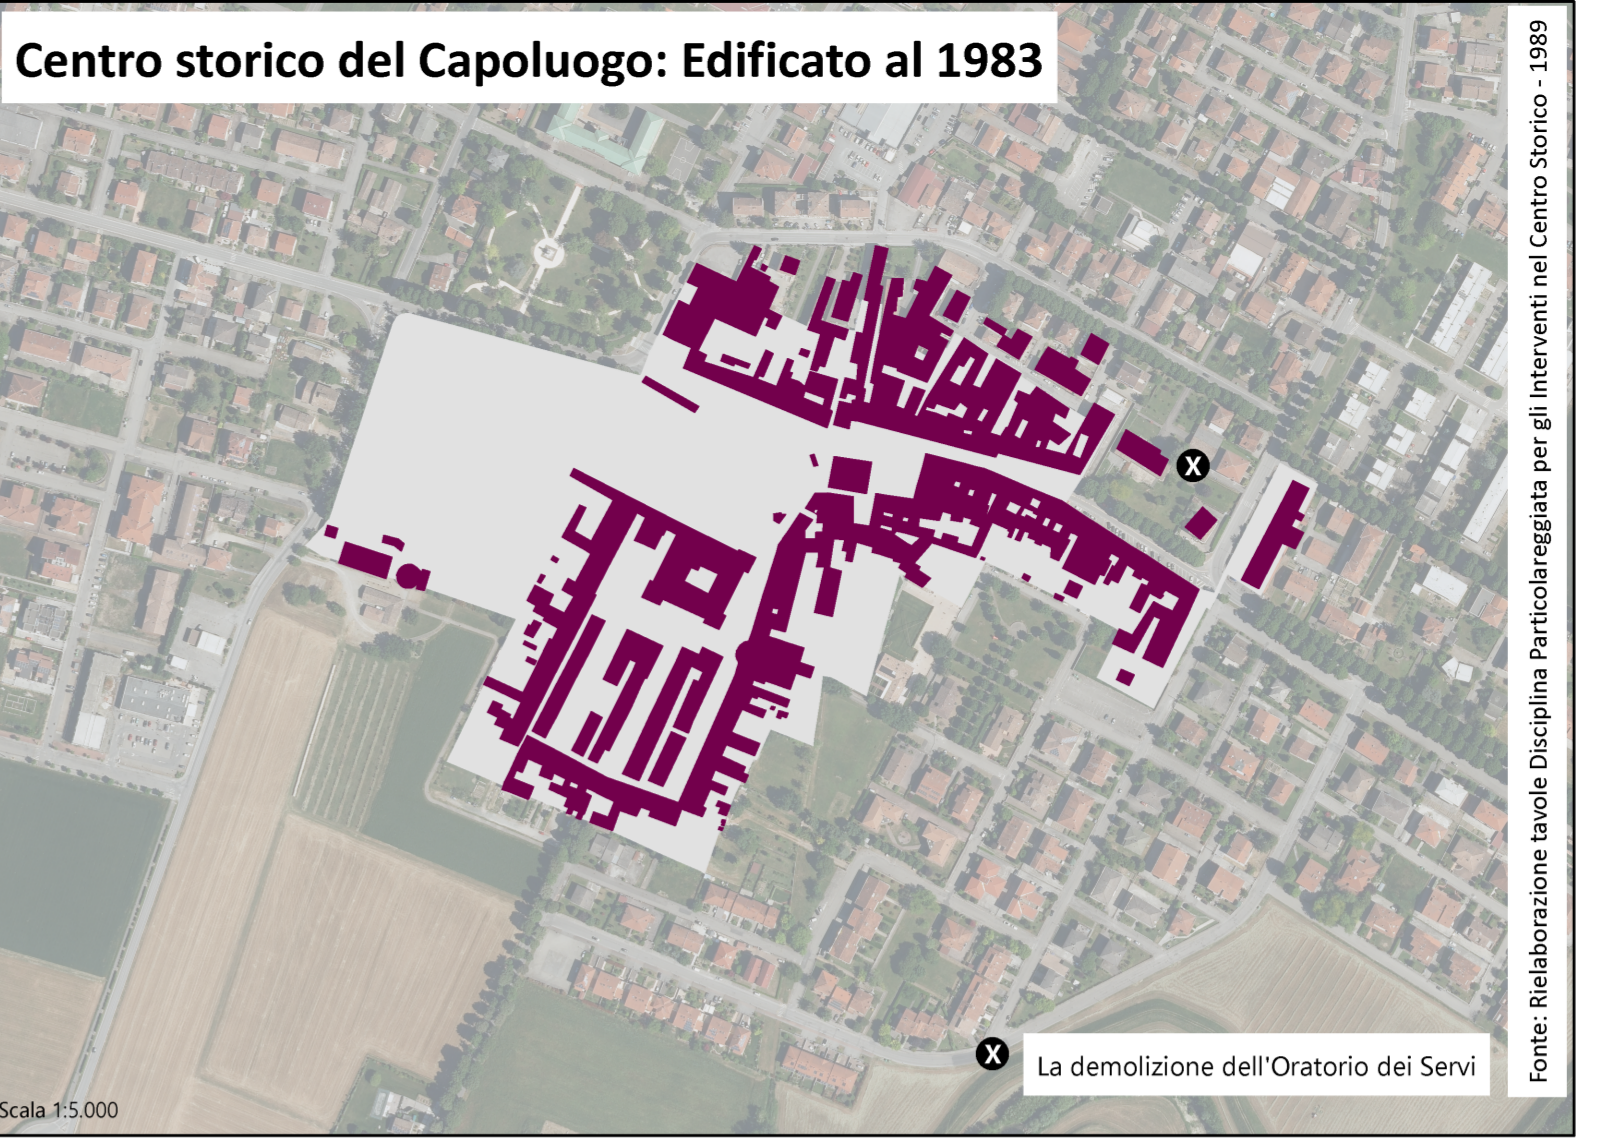 Centro storico del Capoluogo: Edificato al 1983
Fonte: Rielaborazione tavole Disciplina Particolareggiata per gli Interventi nel Centro Storico - 1989
X
X
La demolizione dell'Oratorio dei Servi
Scala 1:5.000